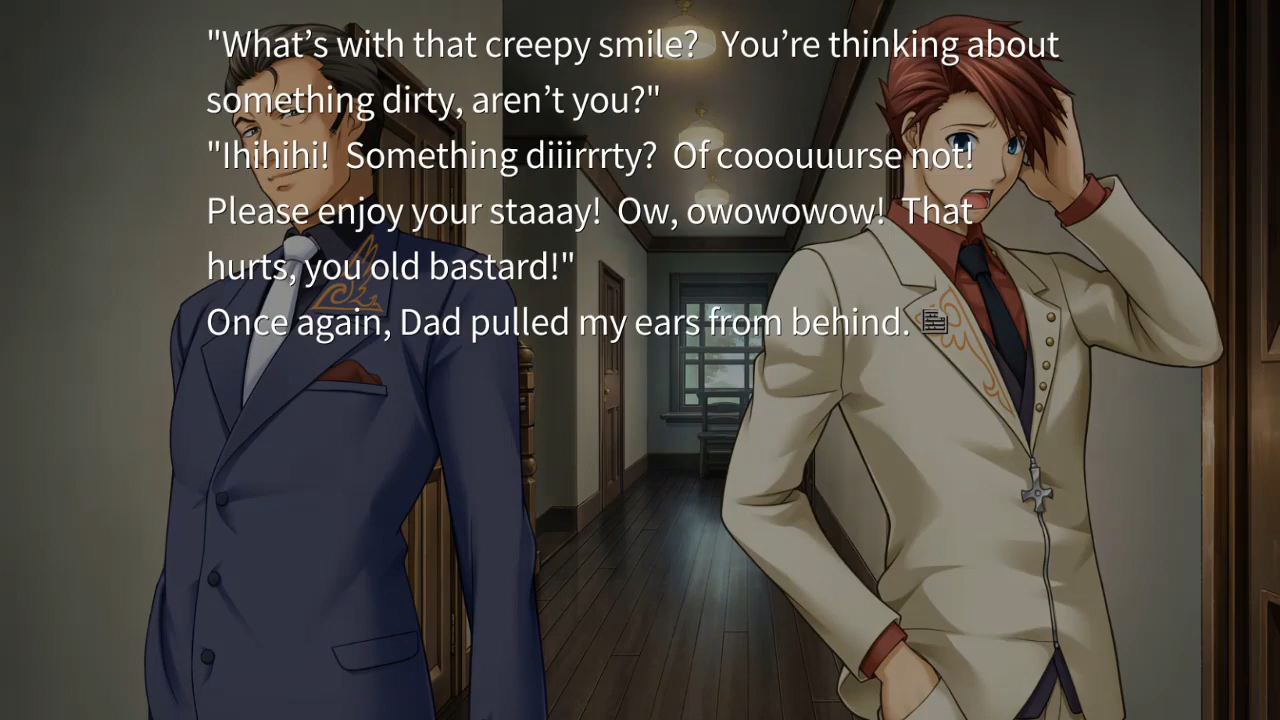 "What’s with that creepy smile?  You’re thinking about
something dirty, aren’t you?"
"Ihihihi!  Something diiirrrty?  Of cooouuurse not!
Please enjoy your staaay!  Ow, owowowow!  That
hurts, you old bastard!"
Once again, Dad pulled my ears from behind.